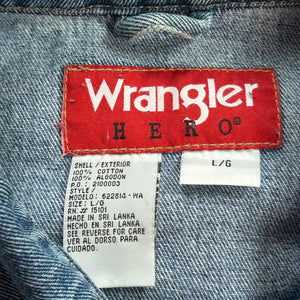 Wrangler
HERO®
L/G
SHELL / EXTERIOR
100% COTTON
100% ALGODON
P.O. 2100003
STYLE /
MODELO: 622814-WA
SIZE: L/G
RN # 15101
MADE IN SRI LANKA
HECHO EN SRI LANKA
SEE REVERSE FOR CARE
VER AL DORSO PARA
CUIDADO